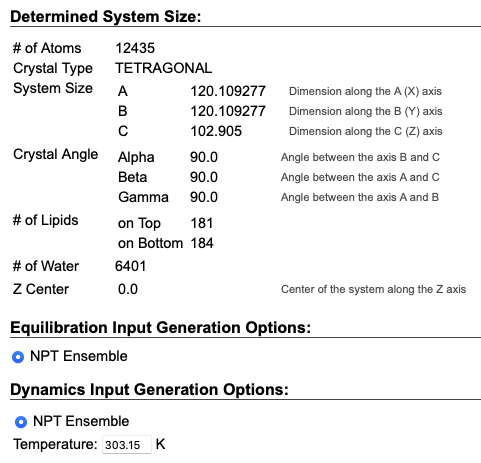 Determined System Size:
# of Atoms 12435
Crystal Type TETRAGONAL
System Size A 120.109277 Dimension along the A (X) axis
B 120.109277 Dimension along the B (Y) axis
C 102.905 Dimension along the C (Z) axis
Crystal Angle Alpha 90.0 Angle between the axis B and C
Beta 90.0 Angle between the axis A and C
Gamma 90.0 Angle between the axis A and B
# of Lipids on Top 181
on Bottom 184
# of Water 6401
Z Center 0.0 Center of the system along the Z axis
Equilibration Input Generation Options:
NPT Ensemble
Dynamics Input Generation Options:
NPT Ensemble
Temperature: 303.15 K